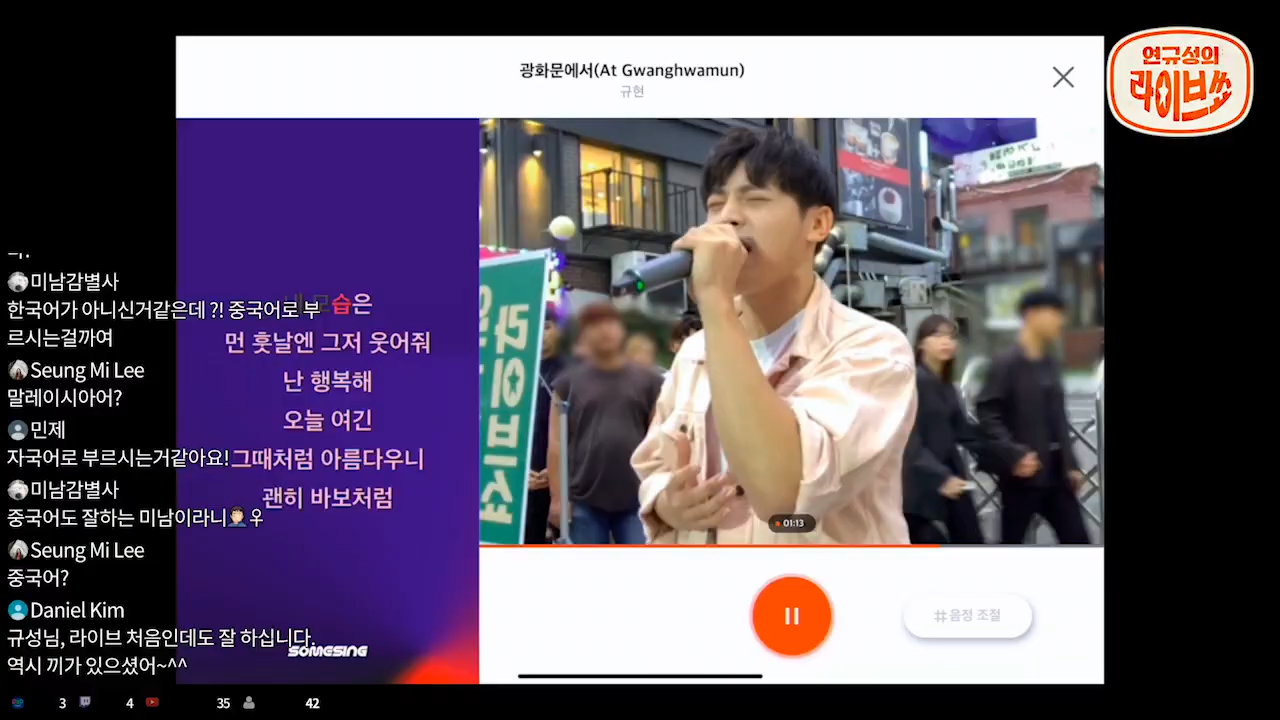 연규성의
라이브쑈
광화문에서(At Gwanghwamun)
규현
습은
먼 훗날엔 그저 웃어줘
난 행복해
오늘 여긴
그때처럼 아름다우니
괜히 바보처럼
SOMESING
라이브쇼
01:13
음정 조절
미남감별사
한국어가 아니신거같은데 ?! 중국어로 부
르시는걸까여
Seung Mi Lee
말레이시아어?
민제
자국어로 부르시는거같아요!
미남감별사
중국어도 잘하는 미남이라니🤦🏻‍♀
Seung Mi Lee
중국어?
Daniel Kim
규성님, 라이브 처음인데도 잘 하십니다.
역시 끼가 있으셨어~^^
3 4 35 42